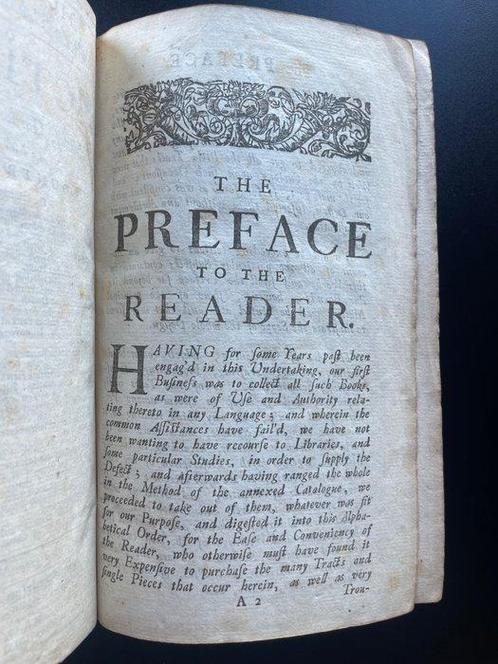 THE
PREFACE
TO THE
READER.
HAVING for ſome Years paſt been
engag'd in this Undertaking, our firſt
Buſineſs was to collect all ſuch Books,
as were of Uſe and Authority rela-
ting thereto in any Language; and wherein the
common Aſſiſtances have fail'd, we have not
been wanting to have recourſe to Libraries, and
ſome particular Studies, in order to ſupply the
Defect; and afterwards having ranged the whole
in the Method of the annexed Catalogue, we
proceeded to take out of them, whatever was fit
for our Purpoſe, and digeſted it into this Alpha-
betical Order, for the Eaſe and Conveniency of
the Reader, who otherwiſe muſt have found it
very Expenſive to purchaſe the many Tracts and
ſingle Pieces that occur herein, as well as very
A 2 Trou-